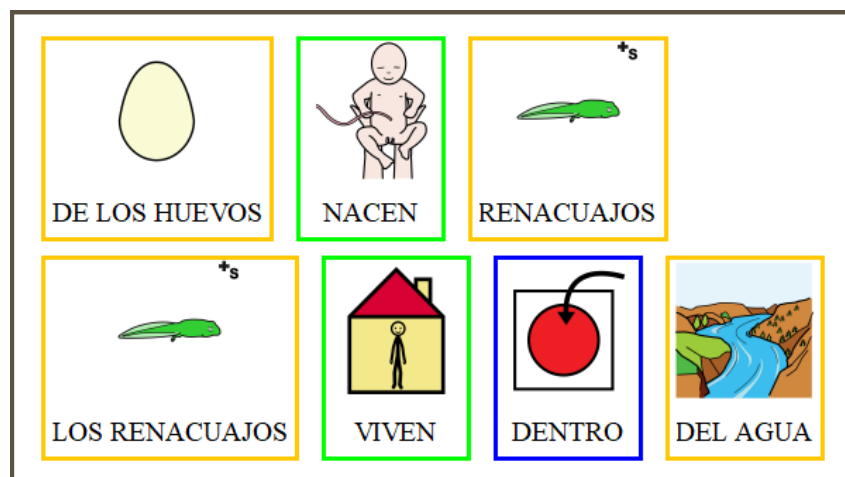 +s
DE LOS HUEVOS NACEN RENACUAJOS
+s
LOS RENACUAJOS VIVEN DENTRO DEL AGUA